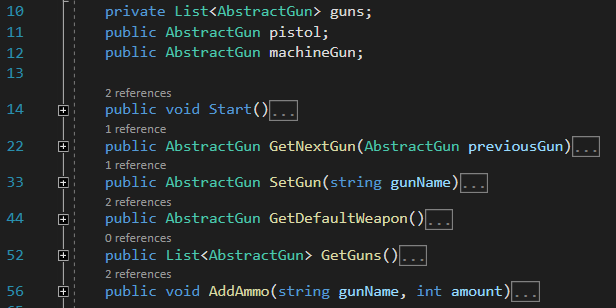 10 private List<AbstractGun> guns;
11 public AbstractGun pistol;
12 public AbstractGun machineGun;
13
2 references
14 public void Start()...
1 reference
22 public AbstractGun GetNextGun(AbstractGun previousGun)...
1 reference
33 public AbstractGun SetGun(string gunName)...
2 references
44 public AbstractGun GetDefaultWeapon()...
0 references
52 public List<AbstractGun> GetGuns()...
2 references
56 public void AddAmmo(string gunName, int amount)...